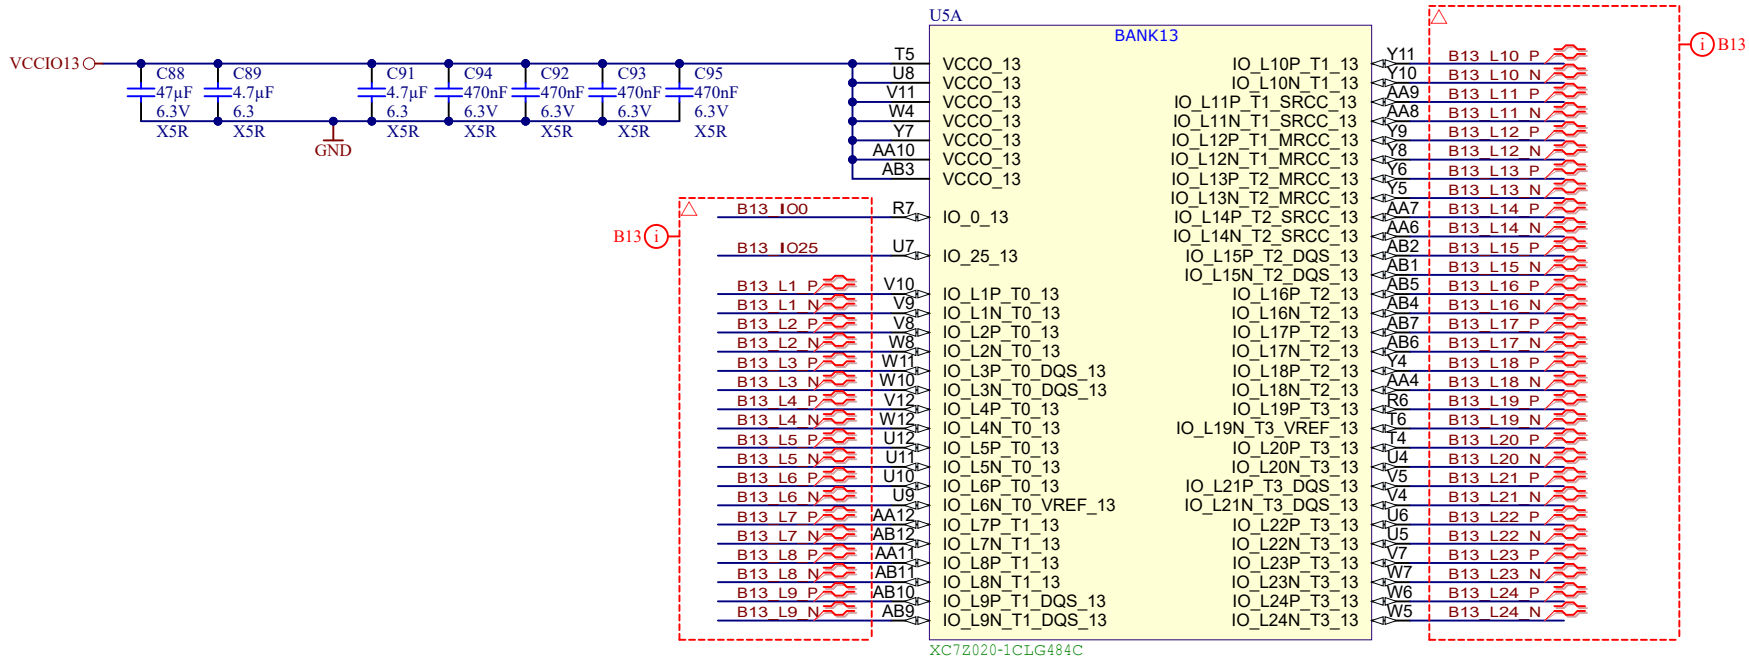 U5A
BANK13
VCCIO13
C88
47µF
6.3V
X5R
C89
4.7µF
6.3
X5R
C91
4.7µF
6.3
X5R
C94
470nF
6.3V
X5R
C92
470nF
6.3V
X5R
C93
470nF
6.3V
X5R
C95
470nF
6.3V
X5R
GND
T5 VCCO_13
U8 VCCO_13
V11 VCCO_13
W4 VCCO_13
Y7 VCCO_13
AA10 VCCO_13
AB3 VCCO_13
B13 i
B13_IO0 R7 IO_0_13
B13_IO25 U7 IO_25_13
B13_L1_P V10 IO_L1P_T0_13
B13_L1_N V9 IO_L1N_T0_13
B13_L2_P V8 IO_L2P_T0_13
B13_L2_N W8 IO_L2N_T0_13
B13_L3_P W11 IO_L3P_T0_DQS_13
B13_L3_N W10 IO_L3N_T0_DQS_13
B13_L4_P V12 IO_L4P_T0_13
B13_L4_N W12 IO_L4N_T0_13
B13_L5_P U12 IO_L5P_T0_13
B13_L5_N U11 IO_L5N_T0_13
B13_L6_P U10 IO_L6P_T0_13
B13_L6_N U9 IO_L6N_T0_VREF_13
B13_L7_P AA12 IO_L7P_T1_13
B13_L7_N AB12 IO_L7N_T1_13
B13_L8_P AA11 IO_L8P_T1_13
B13_L8_N AB11 IO_L8N_T1_13
B13_L9_P AB10 IO_L9P_T1_DQS_13
B13_L9_N AB9 IO_L9N_T1_DQS_13
IO_L10P_T1_13 Y11 B13_L10_P
IO_L10N_T1_13 Y10 B13_L10_N
IO_L11P_T1_SRCC_13 AA9 B13_L11_P
IO_L11N_T1_SRCC_13 AA8 B13_L11_N
IO_L12P_T1_MRCC_13 Y9 B13_L12_P
IO_L12N_T1_MRCC_13 Y8 B13_L12_N
IO_L13P_T2_MRCC_13 Y6 B13_L13_P
IO_L13N_T2_MRCC_13 Y5 B13_L13_N
IO_L14P_T2_SRCC_13 AA7 B13_L14_P
IO_L14N_T2_SRCC_13 AA6 B13_L14_N
IO_L15P_T2_DQS_13 AB2 B13_L15_P
IO_L15N_T2_DQS_13 AB1 B13_L15_N
IO_L16P_T2_13 AB5 B13_L16_P
IO_L16N_T2_13 AB4 B13_L16_N
IO_L17P_T2_13 AB7 B13_L17_P
IO_L17N_T2_13 AB6 B13_L17_N
IO_L18P_T2_13 Y4 B13_L18_P
IO_L18N_T2_13 AA4 B13_L18_N
IO_L19P_T3_13 R6 B13_L19_P
IO_L19N_T3_VREF_13 T6 B13_L19_N
IO_L20P_T3_13 T4 B13_L20_P
IO_L20N_T3_13 U4 B13_L20_N
IO_L21P_T3_DQS_13 V5 B13_L21_P
IO_L21N_T3_DQS_13 V4 B13_L21_N
IO_L22P_T3_13 U6 B13_L22_P
IO_L22N_T3_13 U5 B13_L22_N
IO_L23P_T3_13 V7 B13_L23_P
IO_L23N_T3_13 W7 B13_L23_N
IO_L24P_T3_13 W6 B13_L24_P
IO_L24N_T3_13 W5 B13_L24_N
i B13
XC7Z020-1CLG484C